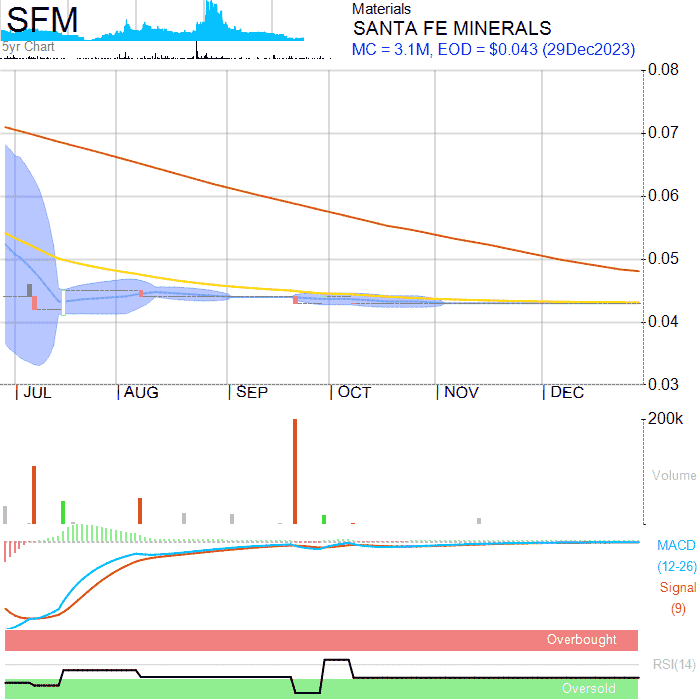 SFM
5yr Chart
Materials
SANTA FE MINERALS
MC = 3.1M, EOD = $0.043 (29Dec2023)
0.08
0.07
0.06
0.05
0.04
0.03
JUL AUG SEP OCT NOV DEC
200k
Volume
MACD
(12-26)
Signal
(9)
Overbought
RSI(14)
Oversold